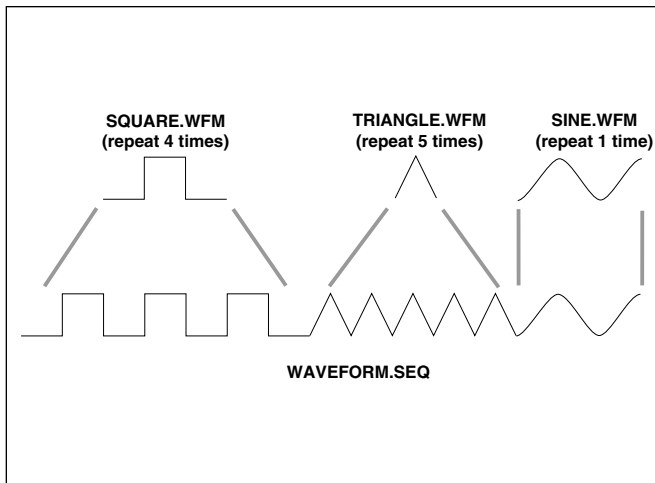 SQUARE.WFM
(repeat 4 times)
TRIANGLE.WFM
(repeat 5 times)
SINE.WFM
(repeat 1 time)
WAVEFORM.SEQ